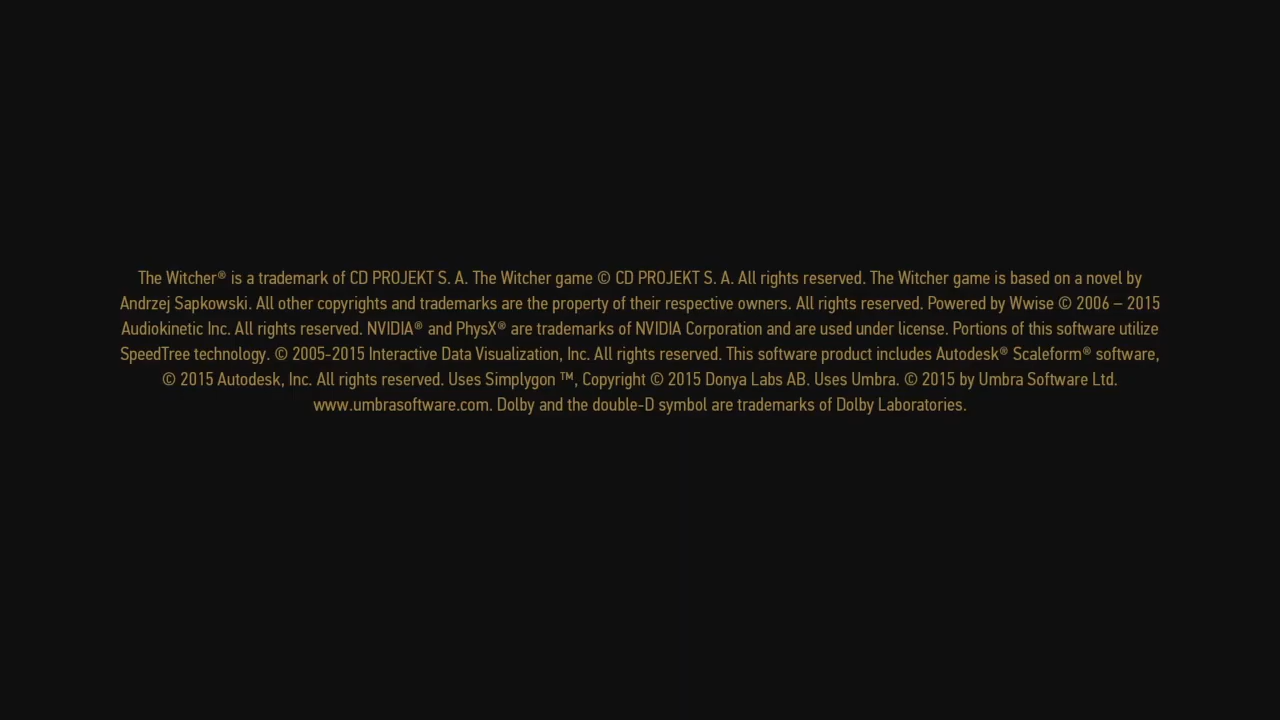 The Witcher® is a trademark of CD PROJEKT S. A. The Witcher game © CD PROJEKT S. A. All rights reserved. The Witcher game is based on a novel by
Andrzej Sapkowski. All other copyrights and trademarks are the property of their respective owners. All rights reserved. Powered by Wwise © 2006 – 2015
Audiokinetic Inc. All rights reserved. NVIDIA® and PhysX® are trademarks of NVIDIA Corporation and are used under license. Portions of this software utilize
SpeedTree technology. © 2005-2015 Interactive Data Visualization, Inc. All rights reserved. This software product includes Autodesk® Scaleform® software,
© 2015 Autodesk, Inc. All rights reserved. Uses Simplygon ™, Copyright © 2015 Donya Labs AB. Uses Umbra. © 2015 by Umbra Software Ltd.
www.umbrasoftware.com. Dolby and the double-D symbol are trademarks of Dolby Laboratories.